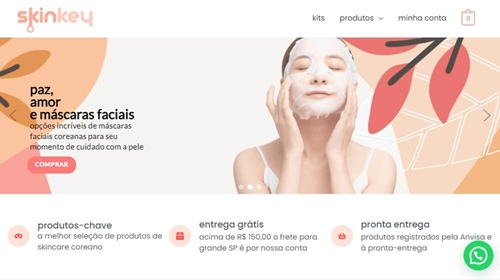 skinkey
kits
produtos
minha conta
0
paz,
amor
e máscaras faciais
opções incríveis de máscaras
faciais coreanas para seu
momento de cuidado com a pele
COMPRAR
produtos-chave
a melhor seleção de produtos de
skincare coreano
entrega grátis
acima de R$ 150,00 o frete para
grande SP é por nossa conta
pronta entrega
produtos registrados pela Anvisa e
à pronta-entrega